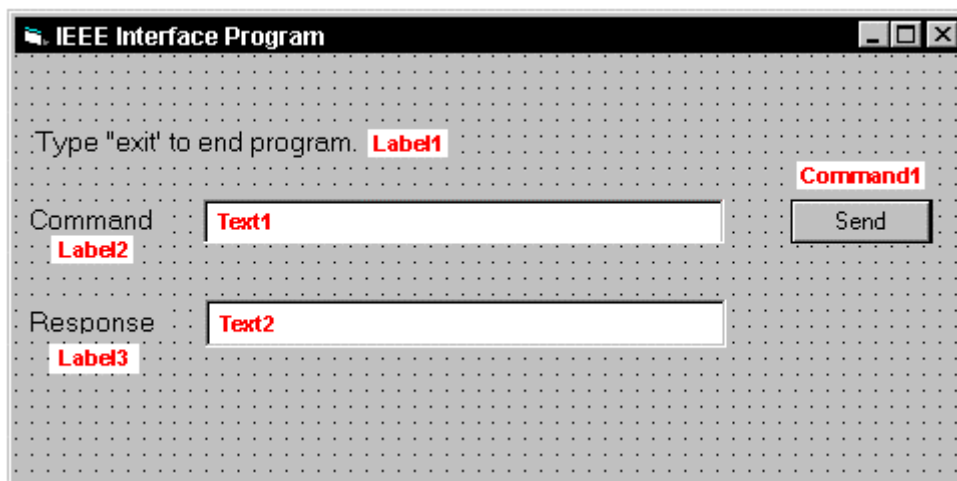 IEEE Interface Program
Type "exit' to end program. Label1
Command1
Command Text1 Send
Label2
Response Text2
Label3